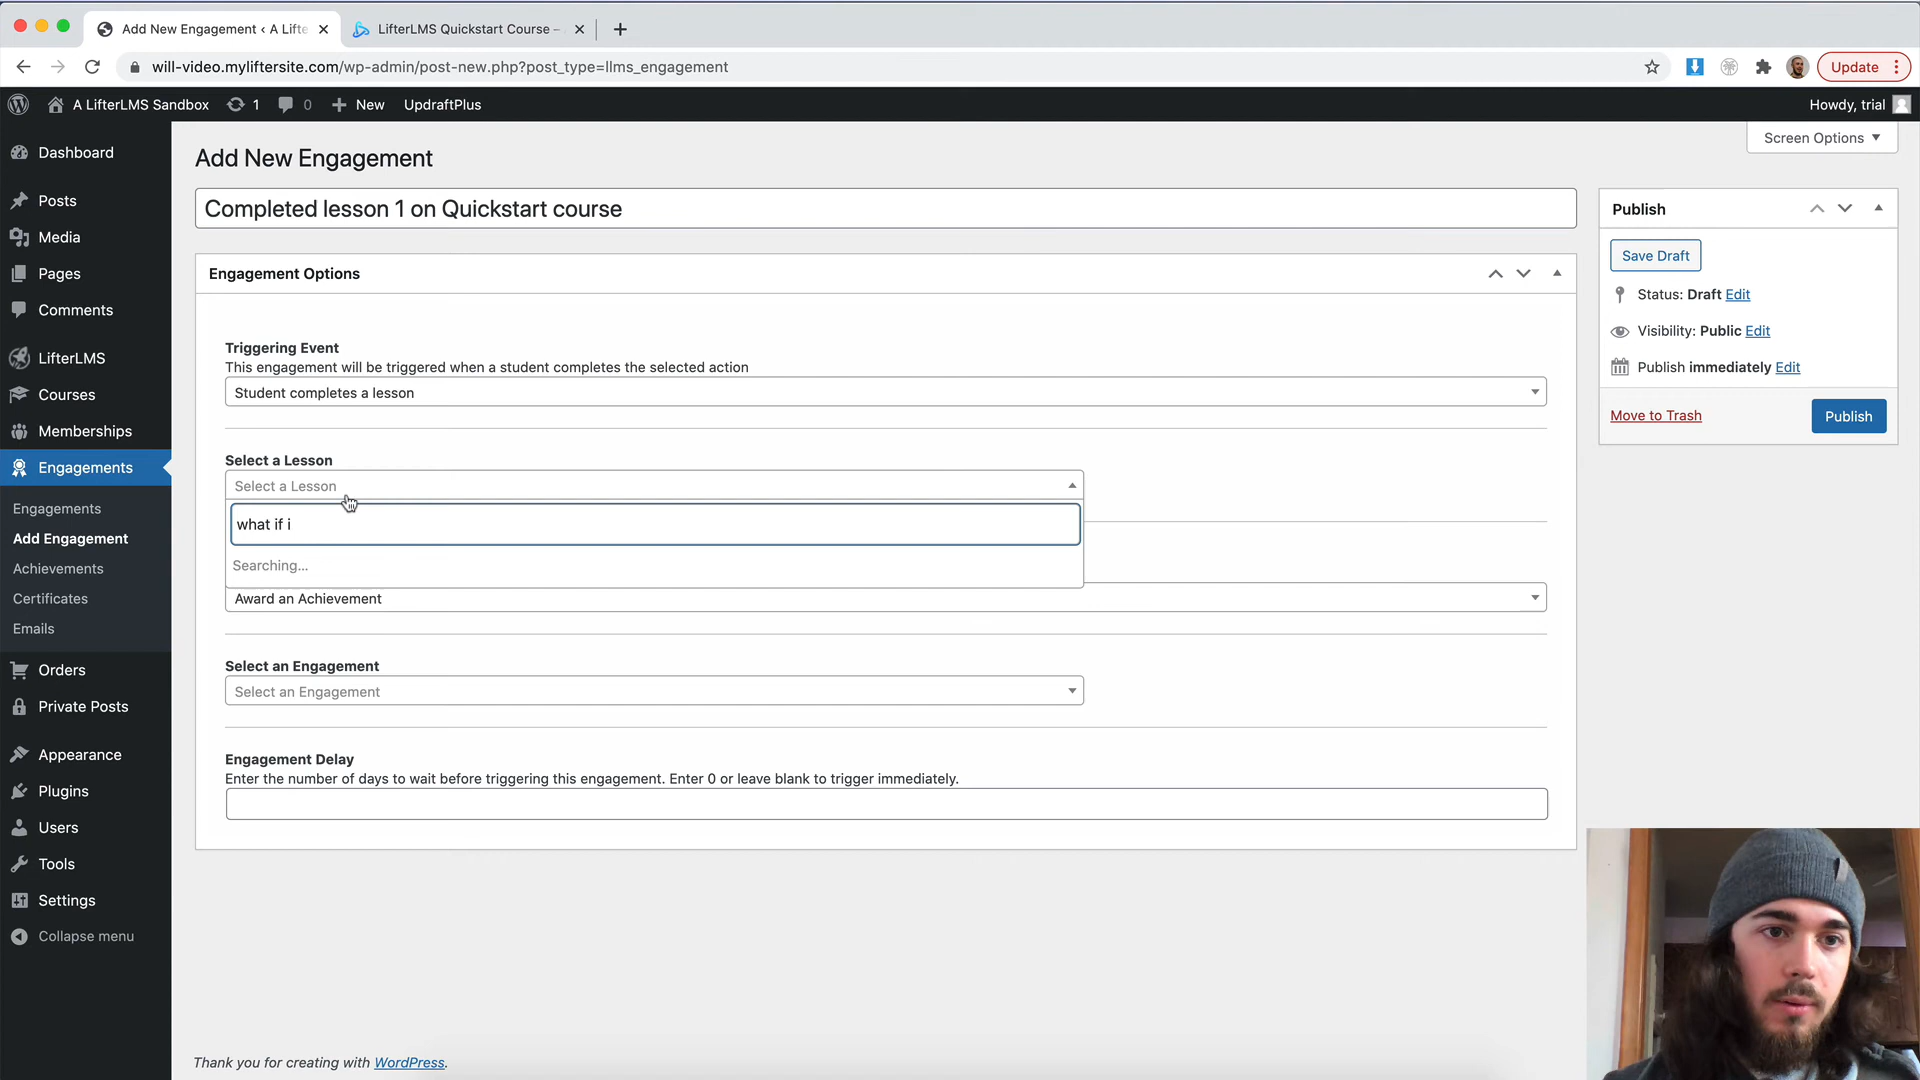 Add New Engagement ‹ A Lifte
LifterLMS Quickstart Course –
will-video.myliftersite.com/wp-admin/post-new.php?post_type=llms_engagement
Update
A LifterLMS Sandbox 1 0 New UpdraftPlus
Howdy, trial
Screen Options
Dashboard
Posts
Media
Pages
Comments
LifterLMS
Courses
Memberships
Engagements
Engagements
Add Engagement
Achievements
Certificates
Emails
Orders
Private Posts
Appearance
Plugins
Users
Tools
Settings
Collapse menu
Add New Engagement
Completed lesson 1 on Quickstart course
Engagement Options
Triggering Event
This engagement will be triggered when a student completes the selected action
Student completes a lesson
Select a Lesson
Select a Lesson
what if i
Searching...
Award an Achievement
Select an Engagement
Select an Engagement
Engagement Delay
Enter the number of days to wait before triggering this engagement. Enter 0 or leave blank to trigger immediately.
Publish
Save Draft
Status: Draft Edit
Visibility: Public Edit
Publish immediately Edit
Move to Trash
Publish
Thank you for creating with WordPress.